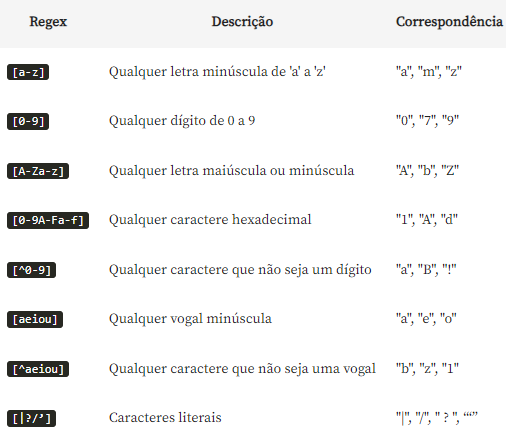 Regex Descrição Correspondência
[a-z] Qualquer letra minúscula de 'a' a 'z' "a", "m", "z"
[0-9] Qualquer dígito de 0 a 9 "0", "7", "9"
[A-Za-z] Qualquer letra maiúscula ou minúscula "A", "b", "Z"
[0-9A-Fa-f] Qualquer caractere hexadecimal "1", "A", "d"
[^0-9] Qualquer caractere que não seja um dígito "a", "B", "!"
[aeiou] Qualquer vogal minúscula "a", "e", "o"
[^aeiou] Qualquer caractere que não seja uma vogal "b", "z", "1"
[|?/’] Caracteres literais "|", "/", " ? ", “‘”